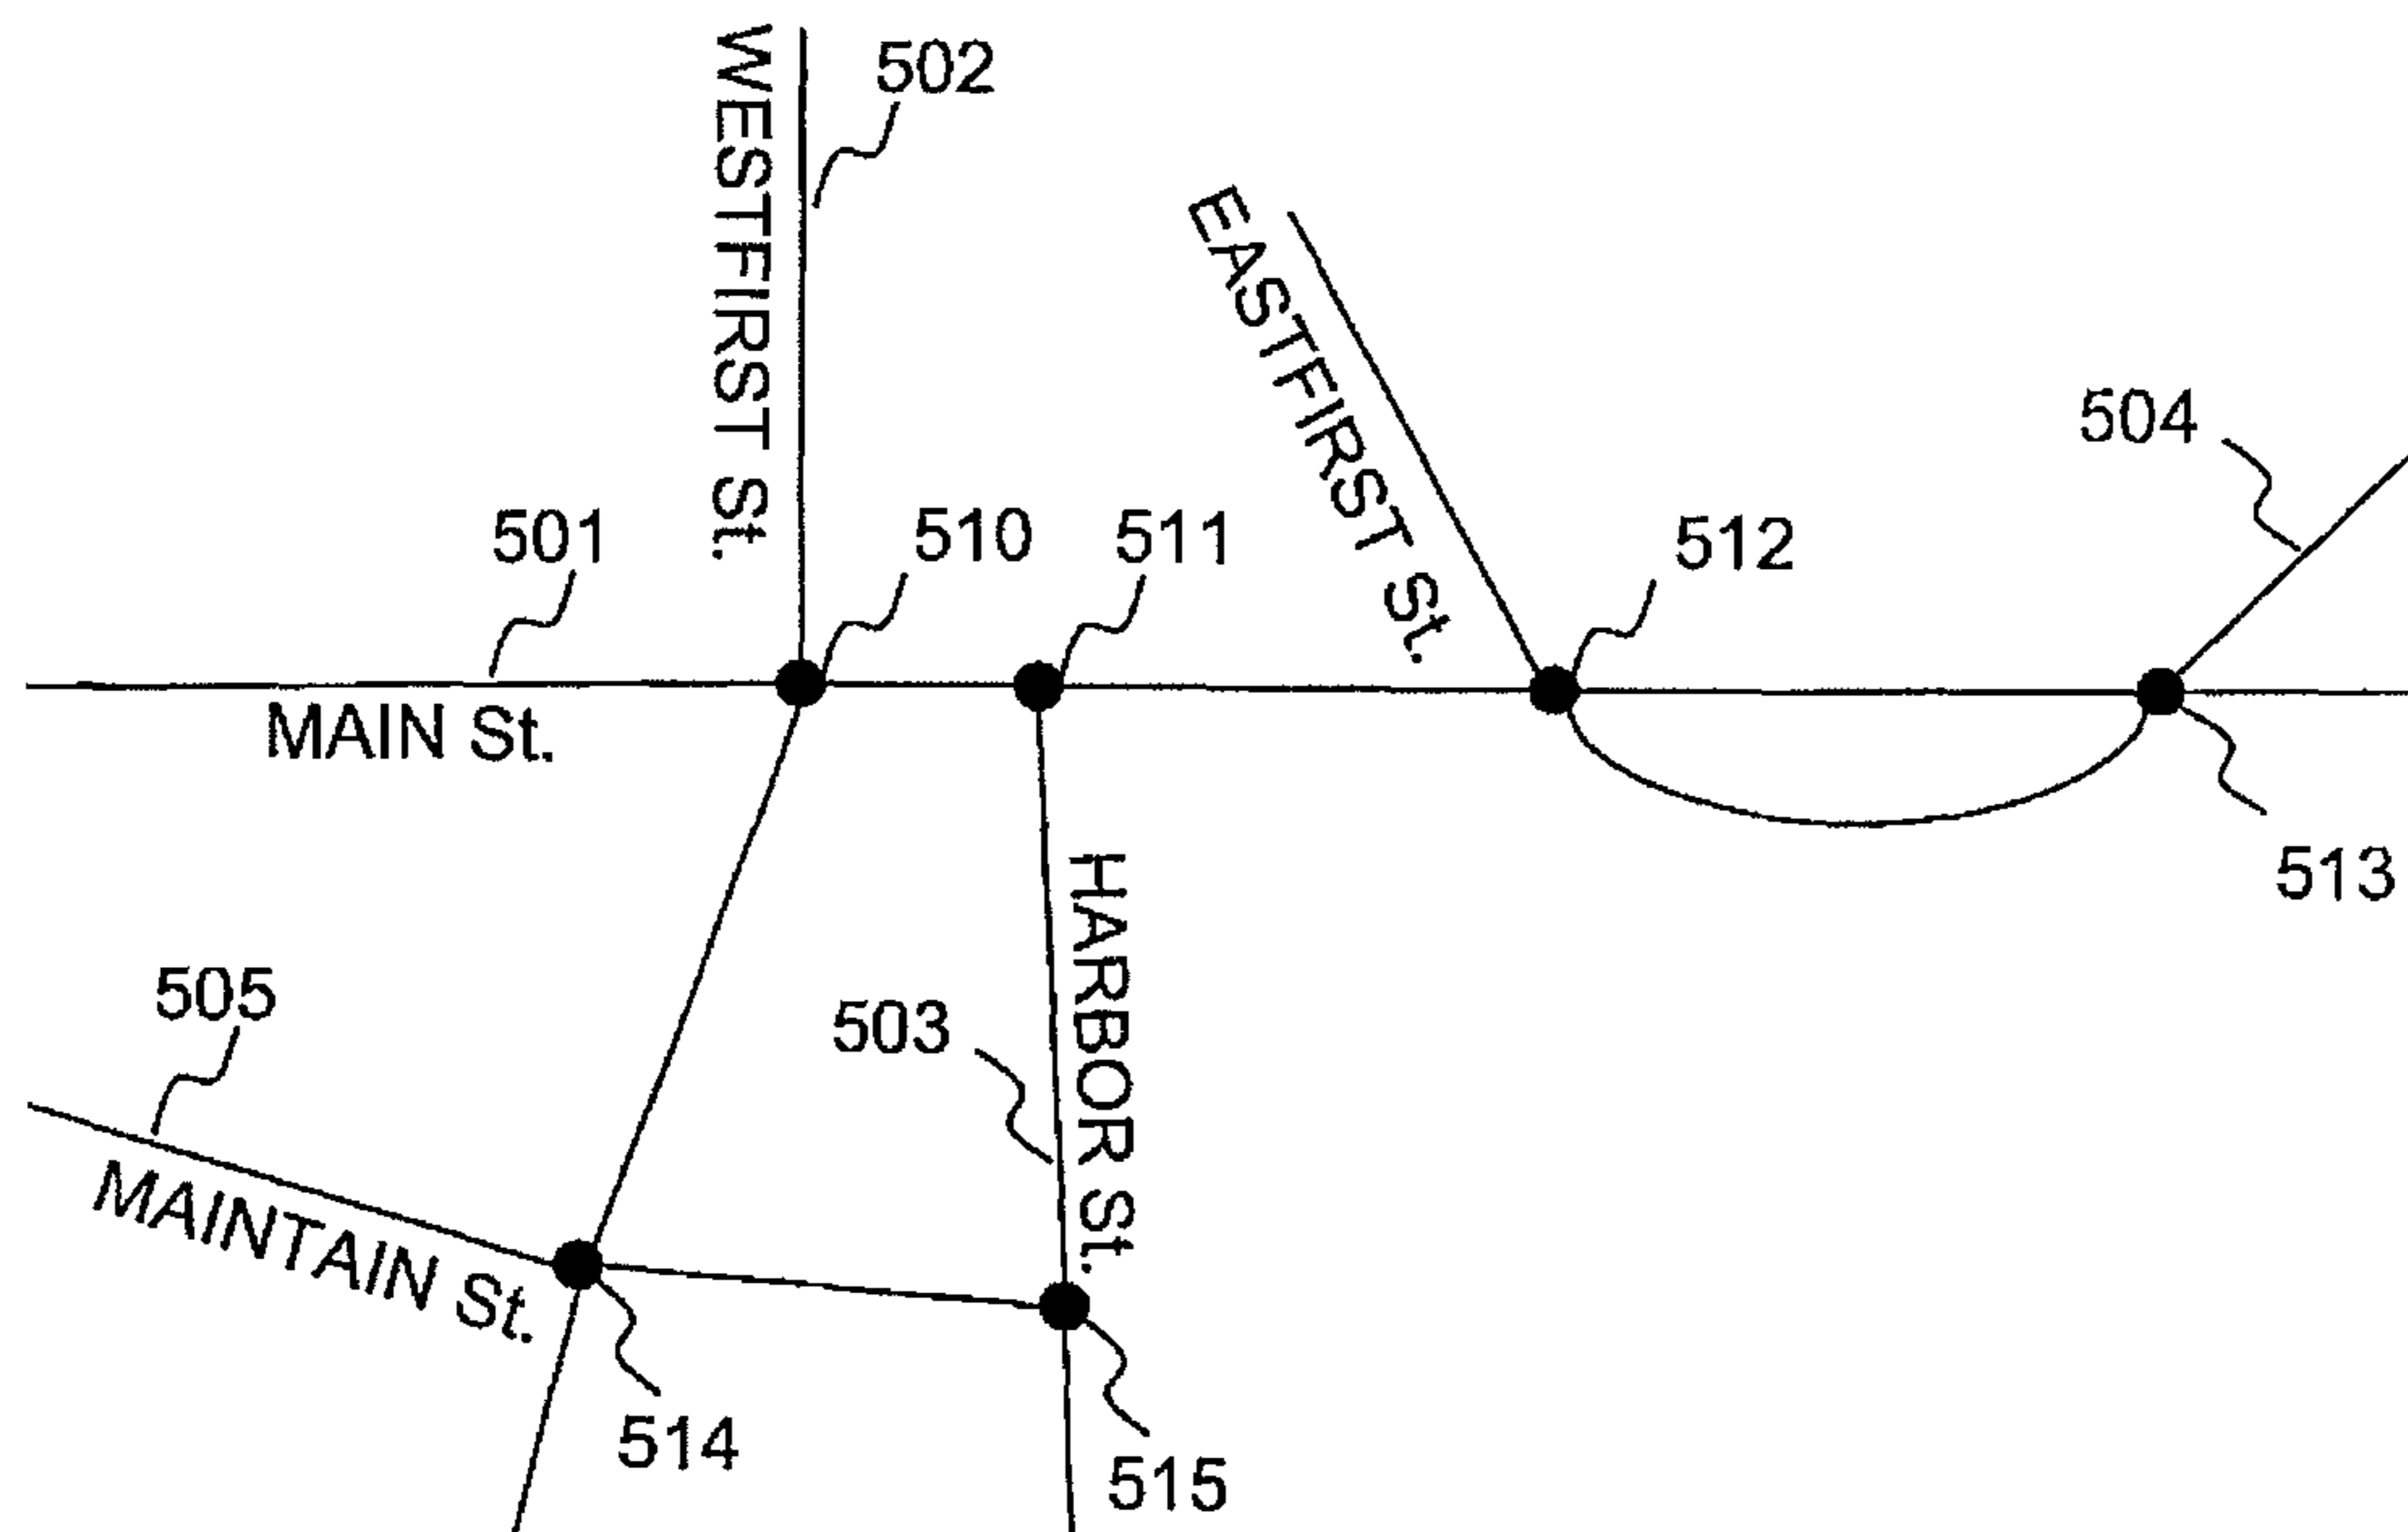 WESTFIRST St.
502
EASTFIRST St.
504
501
510
511
512
MAIN St.
513
HARBOR St.
505
503
MAINTAIN St.
514
515